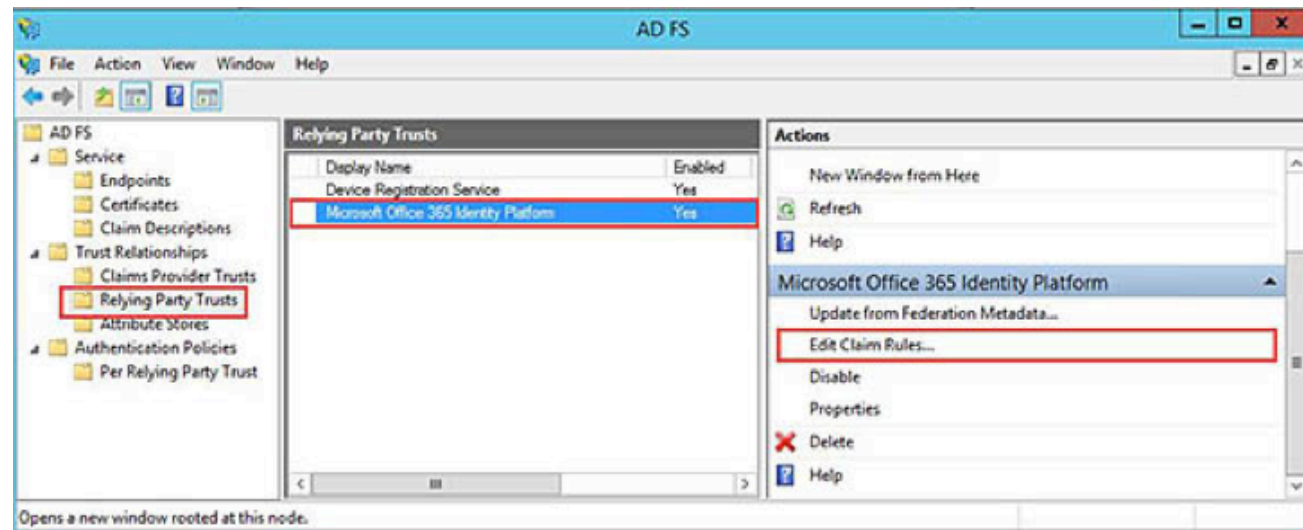 AD FS
File Action View Window Help
AD FS
Service
Endpoints
Certificates
Claim Descriptions
Trust Relationships
Claims Provider Trusts
Relying Party Trusts
Attribute Stores
Authentication Policies
Per Relying Party Trust
Relying Party Trusts
Display Name Enabled
Device Registration Service Yes
Microsoft Office 365 Identity Platform Yes
Actions
New Window from Here
Refresh
Help
Microsoft Office 365 Identity Platform
Update from Federation Metadata...
Edit Claim Rules...
Disable
Properties
Delete
Help
Opens a new window rooted at this node.